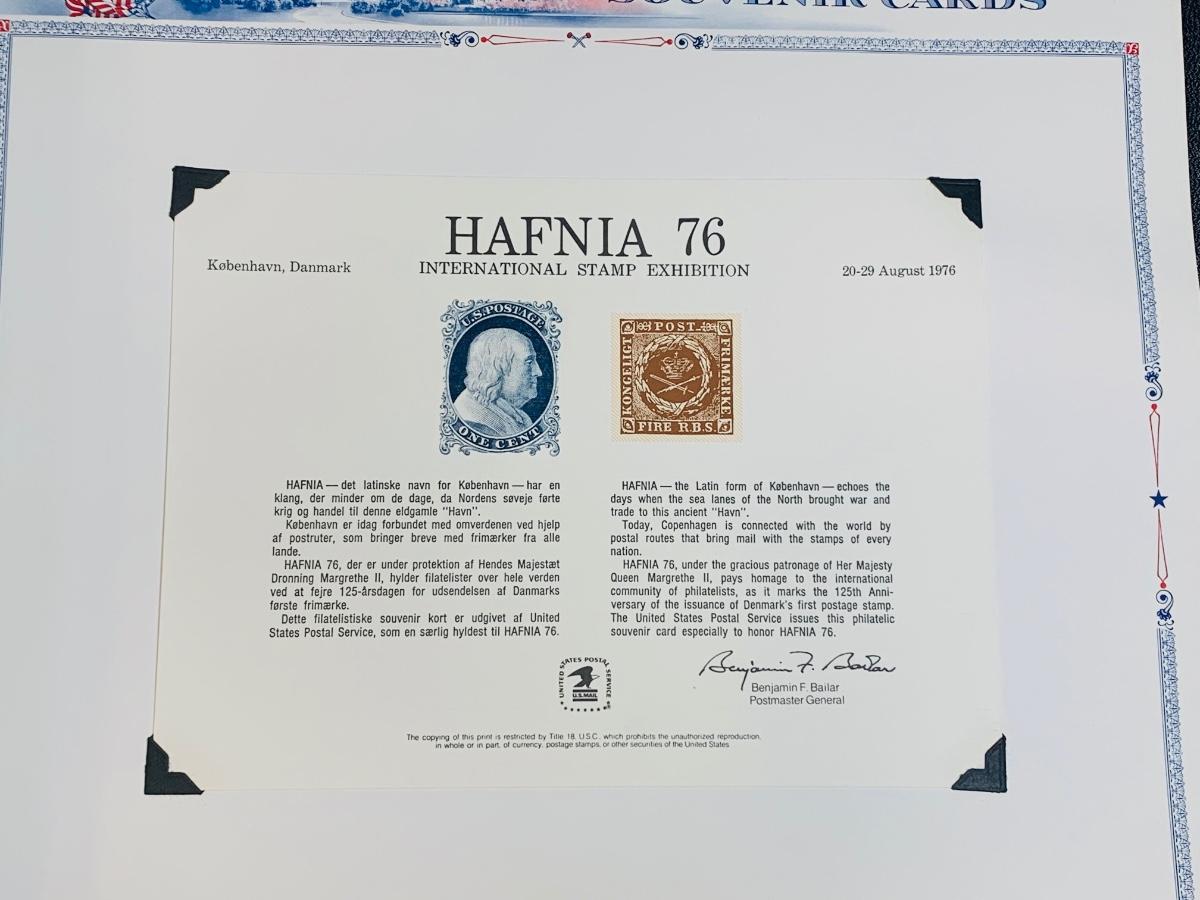 SOUVENIR CARDS
HAFNIA 76
København, Danmark
INTERNATIONAL STAMP EXHIBITION
20-29 August 1976
U.S. POSTAGE
ONE CENT
KONGELIGT
POST
FRIMÆRKE
FIRE R.B.S.
HAFNIA — det latinske navn for København — har en
klang, der minder om de dage, da Nordens søveje førte
krig og handel til denne eldgamle "Havn".
København er idag forbundet med omverdenen ved hjelp
af postruter, som bringer breve med frimærker fra alle
lande.
HAFNIA 76, der er under protektion af Hendes Majestæt
Dronning Margrethe II, hylder filatelister over hele verden
ved at fejre 125-årsdagen for udsendelsen af Danmarks
første frimærke.
Dette filatelistiske souvenir kort er udgivet af United
States Postal Service, som en særlig hyldest til HAFNIA 76.
HAFNIA — the Latin form of København — echoes the
days when the sea lanes of the North brought war and
trade to this ancient "Havn".
Today, Copenhagen is connected with the world by
postal routes that bring mail with the stamps of every
nation.
HAFNIA 76, under the gracious patronage of Her Majesty
Queen Margrethe II, pays homage to the international
community of philatelists, as it marks the 125th Anni-
versary of the issuance of Denmark's first postage stamp.
The United States Postal Service issues this philatelic
souvenir card especially to honor HAFNIA 76.
UNITED STATES POSTAL SERVICE
U.S.MAIL
Benjamin F. Bailar
Benjamin F. Bailar
Postmaster General
The copying of this print is restricted by Title 18, U.S.C. which prohibits the unauthorized reproduction,
in whole or in part, of currency, postage stamps, or other securities of the United States